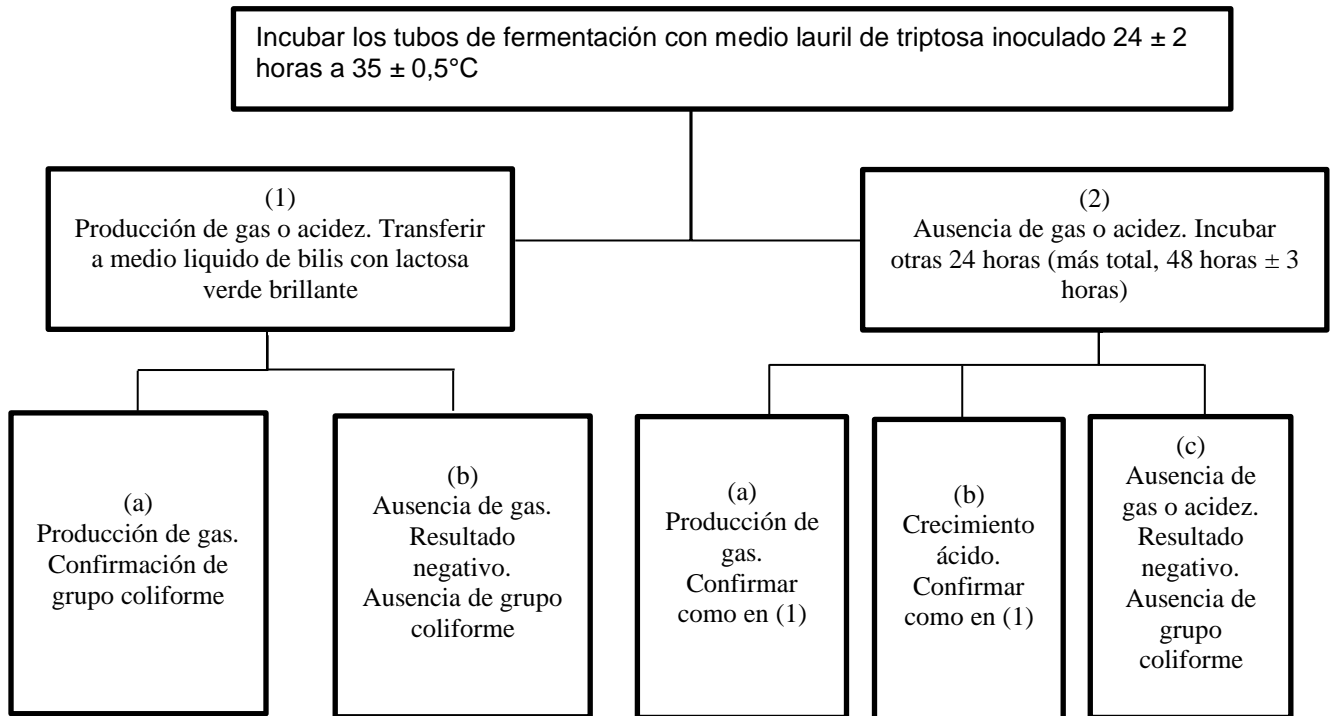 Incubar los tubos de fermentación con medio lauril de triptosa inoculado 24 ± 2
horas a 35 ± 0,5°C
(1)
Producción de gas o acidez. Transferir
a medio liquido de bilis con lactosa
verde brillante
(2)
Ausencia de gas o acidez. Incubar
otras 24 horas (más total, 48 horas ± 3
horas)
(a)
Producción de gas.
Confirmación de
grupo coliforme
(b)
Ausencia de gas.
Resultado
negativo.
Ausencia de grupo
coliforme
(a)
Producción de
gas.
Confirmar
como en (1)
(b)
Crecimiento
ácido.
Confirmar
como en (1)
(c)
Ausencia de
gas o acidez.
Resultado
negativo.
Ausencia de
grupo
coliforme